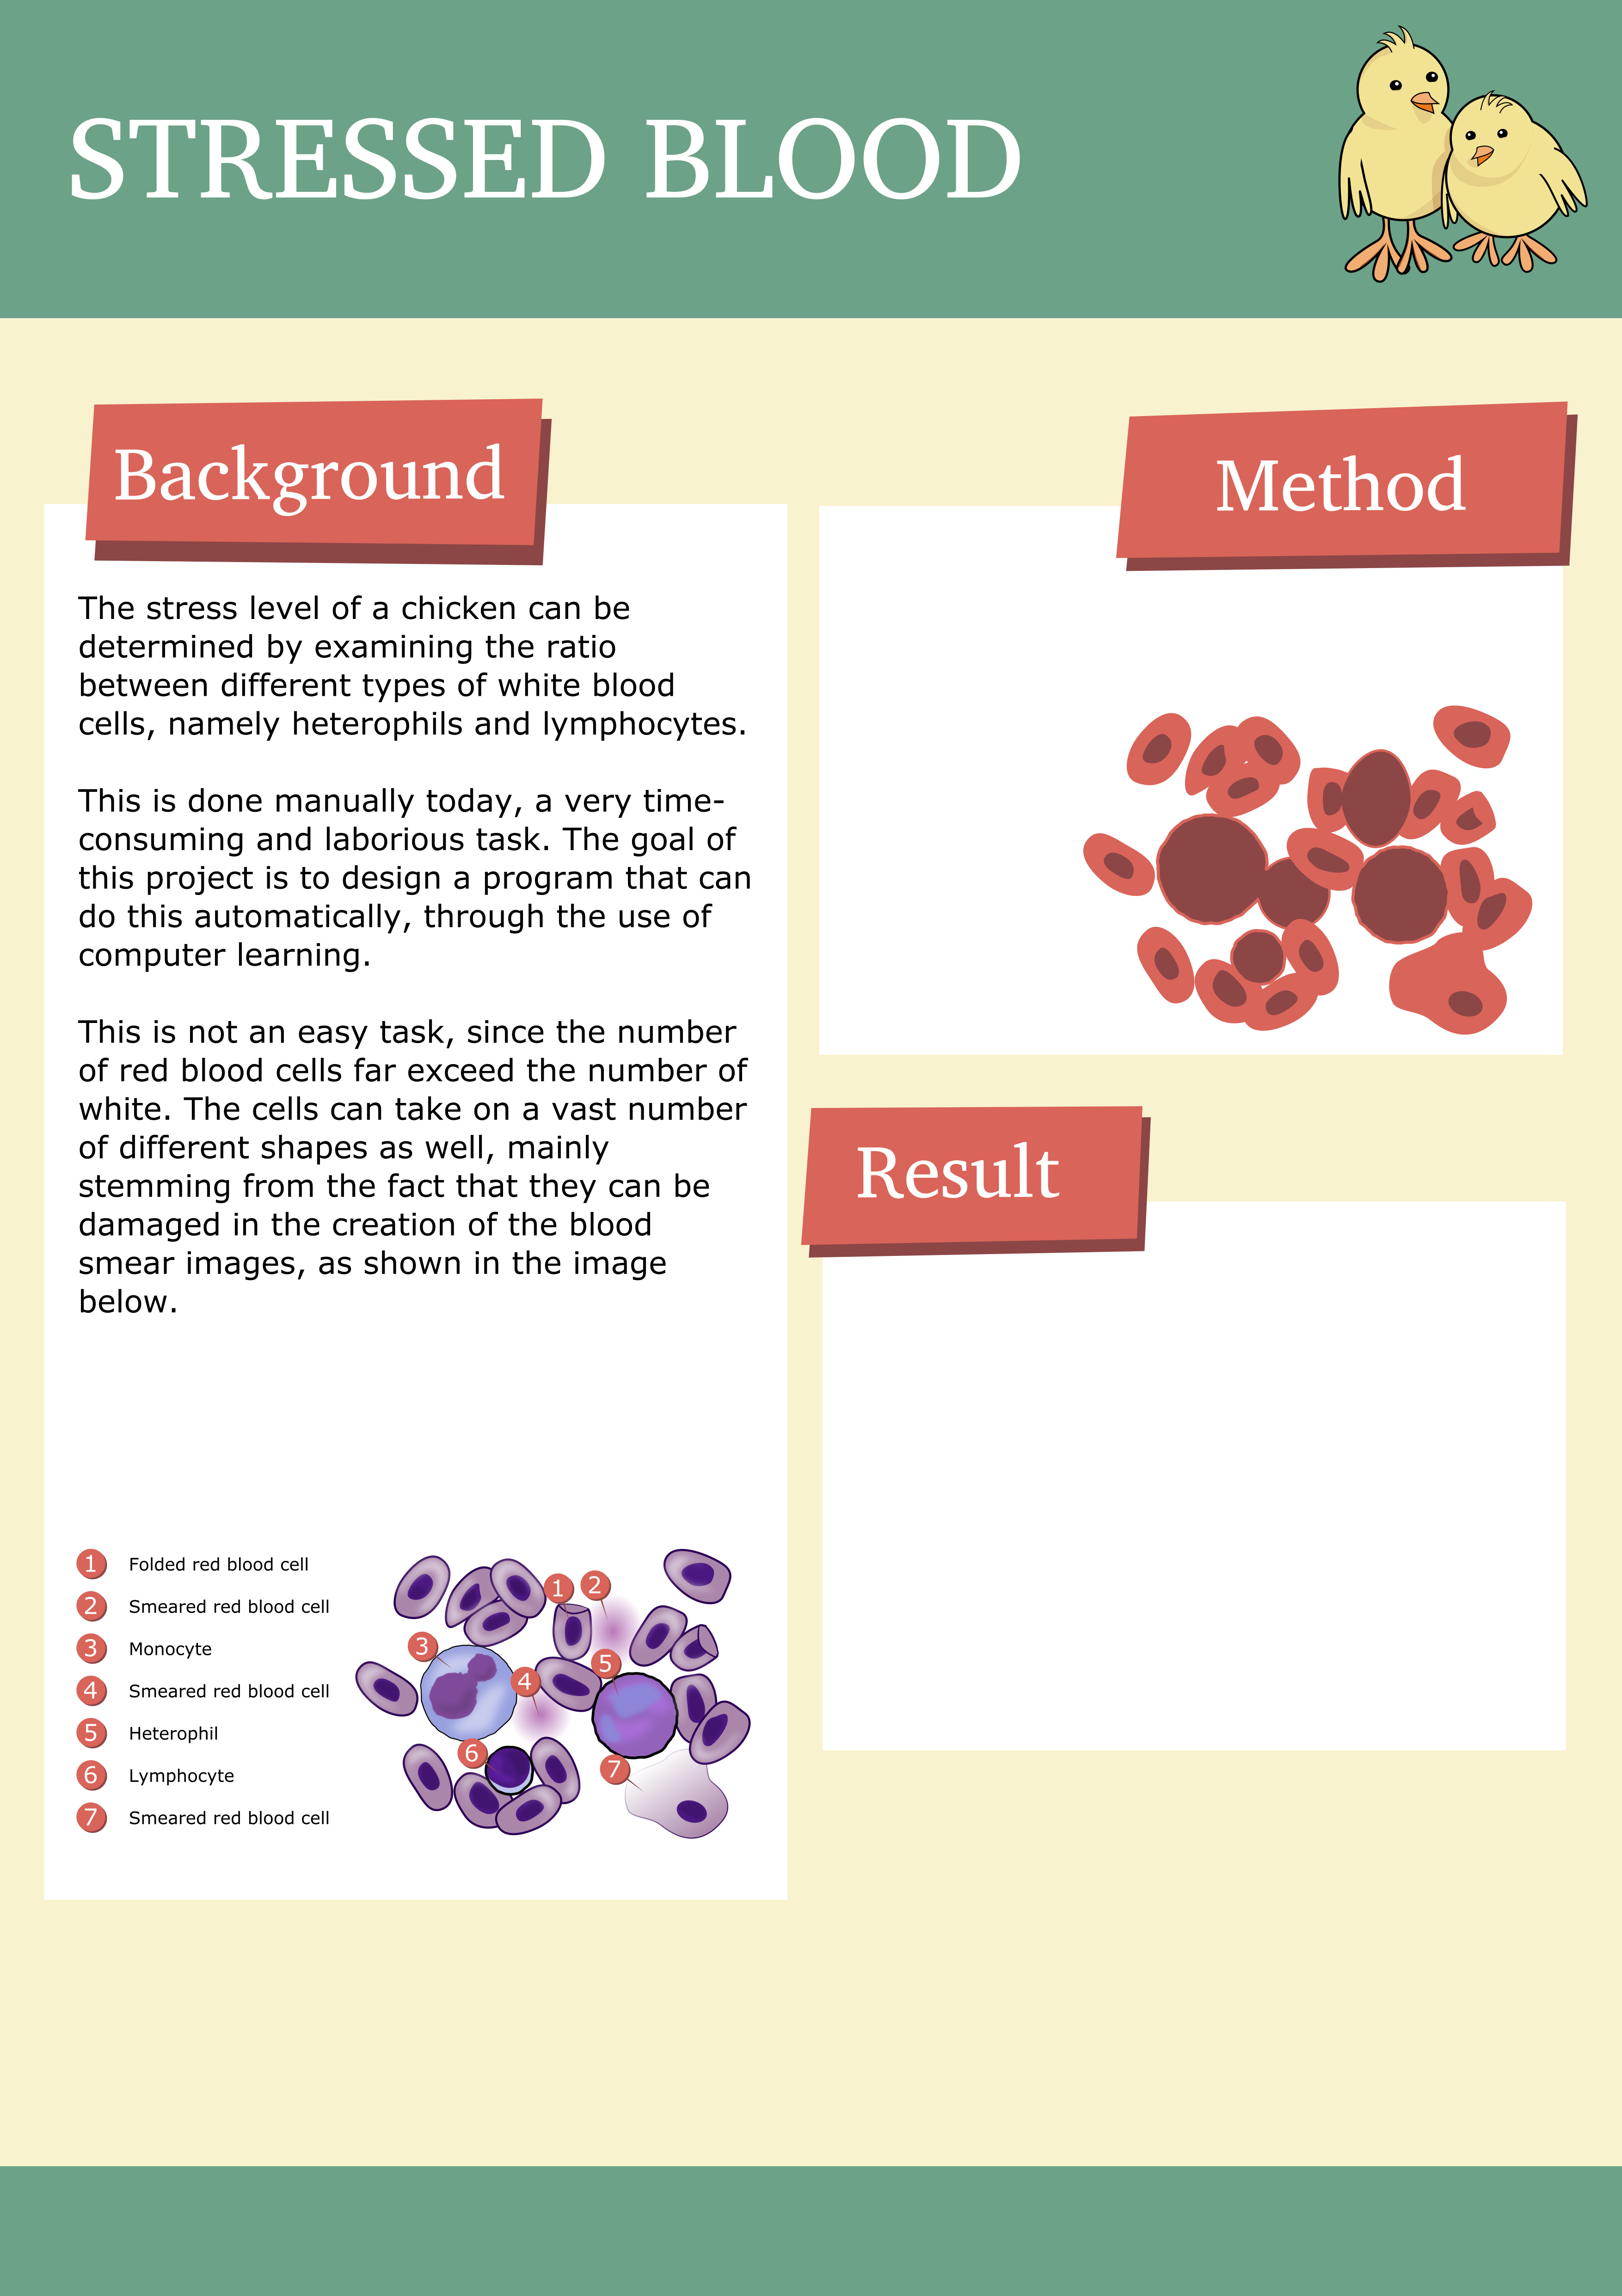 STRESSED BLOOD
Background
The stress level of a chicken can be
determined by examining the ratio
between different types of white blood
cells, namely heterophils and lymphocytes.
This is done manually today, a very time-
consuming and laborious task. The goal of
this project is to design a program that can
do this automatically, through the use of
computer learning.
This is not an easy task, since the number
of red blood cells far exceed the number of
white. The cells can take on a vast number
of different shapes as well, mainly
stemming from the fact that they can be
damaged in the creation of the blood
smear images, as shown in the image
below.
1 Folded red blood cell
2 Smeared red blood cell
3 Monocyte
4 Smeared red blood cell
5 Heterophil
6 Lymphocyte
7 Smeared red blood cell
1 2
3
5
4
6
7
Method
Result